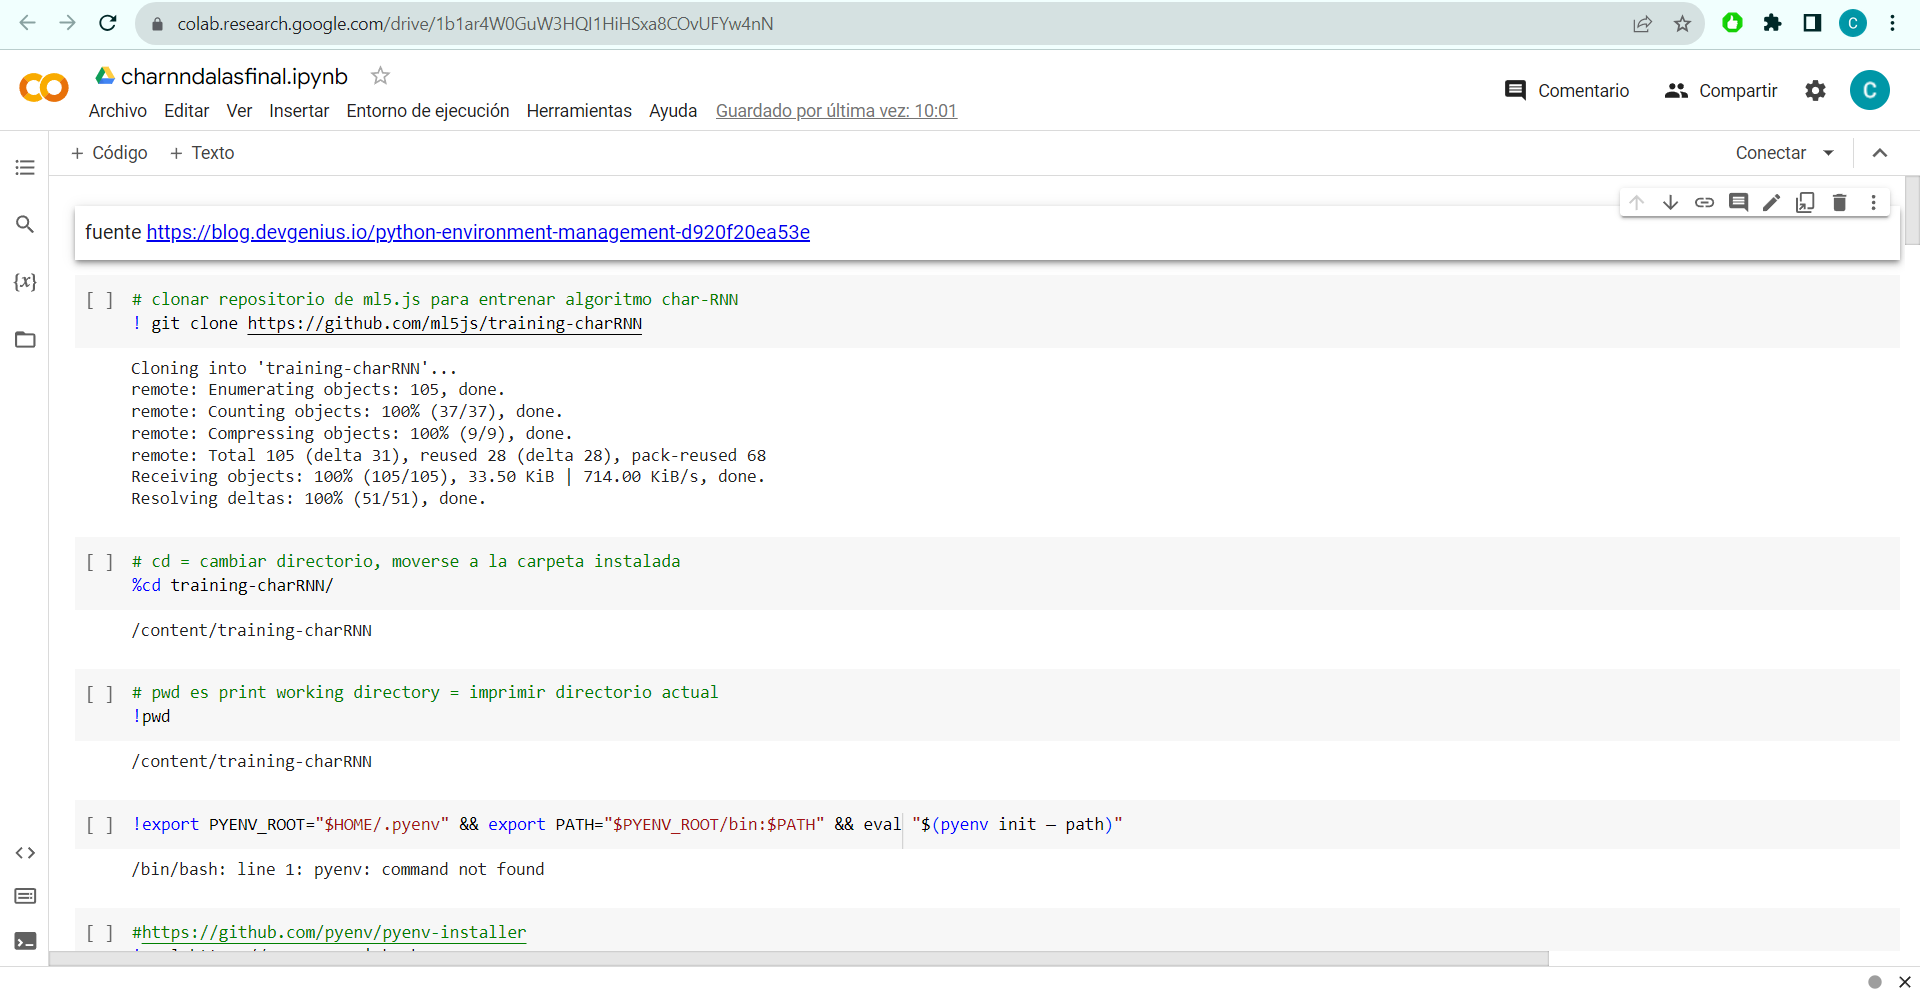 colab.research.google.com/drive/1b1ar4W0GuW3HQI1HiHSxa8COvUFYw4nN
C
charnndalasfinal.ipynb
Archivo Editar Ver Insertar Entorno de ejecución Herramientas Ayuda Guardado por última vez: 10:01
Comentario Compartir C
+ Código + Texto
Conectar
fuente https://blog.devgenius.io/python-environment-management-d920f20ea53e
[ ] # clonar repositorio de ml5.js para entrenar algoritmo char-RNN
! git clone https://github.com/ml5js/training-charRNN
Cloning into 'training-charRNN'...
remote: Enumerating objects: 105, done.
remote: Counting objects: 100% (37/37), done.
remote: Compressing objects: 100% (9/9), done.
remote: Total 105 (delta 31), reused 28 (delta 28), pack-reused 68
Receiving objects: 100% (105/105), 33.50 KiB | 714.00 KiB/s, done.
Resolving deltas: 100% (51/51), done.
[ ] # cd = cambiar directorio, moverse a la carpeta instalada
%cd training-charRNN/
/content/training-charRNN
[ ] # pwd es print working directory = imprimir directorio actual
!pwd
/content/training-charRNN
[ ] !export PYENV_ROOT="$HOME/.pyenv" && export PATH="$PYENV_ROOT/bin:$PATH" && eval "$(pyenv init — path)"
/bin/bash: line 1: pyenv: command not found
[ ] #https://github.com/pyenv/pyenv-installer